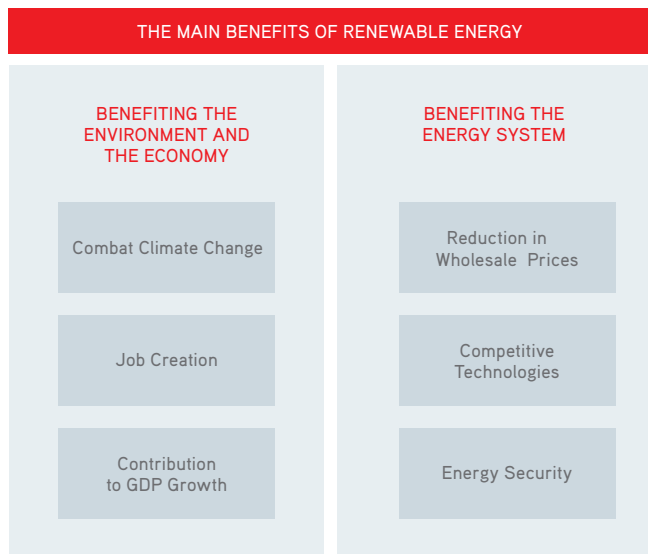 THE MAIN BENEFITS OF RENEWABLE ENERGY
BENEFITING THE
ENVIRONMENT AND
THE ECONOMY
Combat Climate Change
Job Creation
Contribution
to GDP Growth
BENEFITING THE
ENERGY SYSTEM
Reduction in
Wholesale Prices
Competitive
Technologies
Energy Security